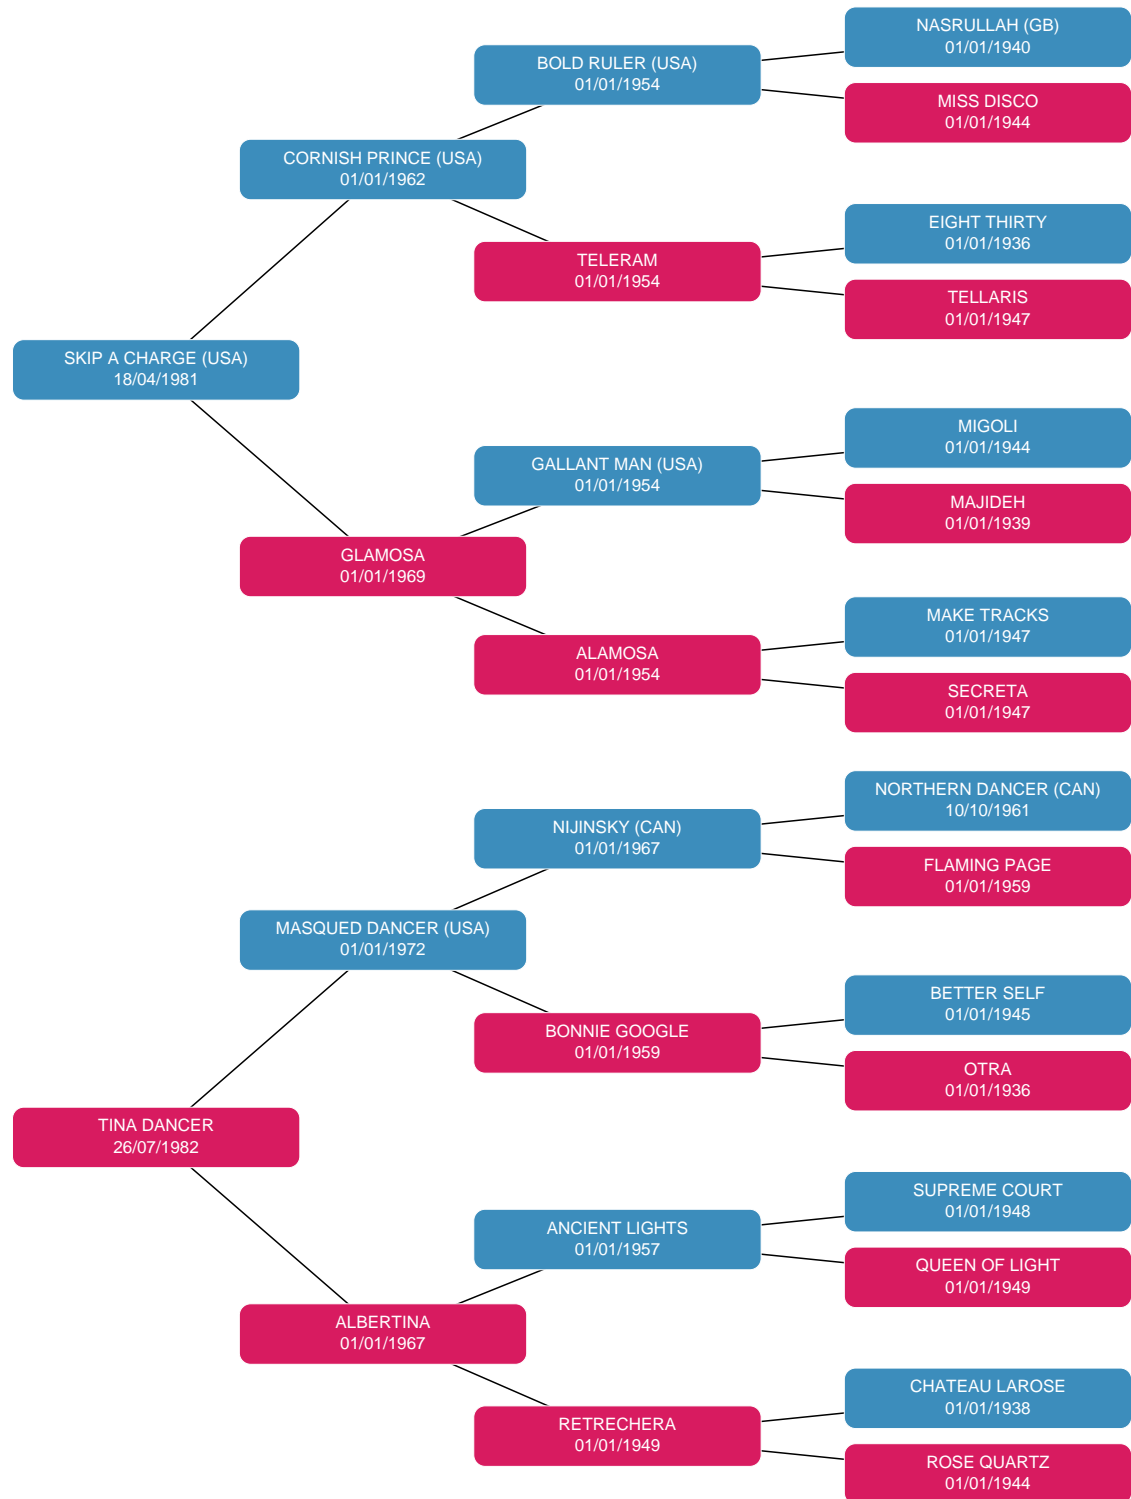 NASRULLAH (GB)
01/01/1940
BOLD RULER (USA)
01/01/1954
MISS DISCO
01/01/1944
CORNISH PRINCE (USA)
01/01/1962
EIGHT THIRTY
01/01/1936
TELERAM
01/01/1954
TELLARIS
01/01/1947
SKIP A CHARGE (USA)
18/04/1981
MIGOLI
01/01/1944
GALLANT MAN (USA)
01/01/1954
MAJIDEH
01/01/1939
GLAMOSA
01/01/1969
MAKE TRACKS
01/01/1947
ALAMOSA
01/01/1954
SECRETA
01/01/1947
NORTHERN DANCER (CAN)
10/10/1961
NIJINSKY (CAN)
01/01/1967
FLAMING PAGE
01/01/1959
MASQUED DANCER (USA)
01/01/1972
BETTER SELF
01/01/1945
BONNIE GOOGLE
01/01/1959
OTRA
01/01/1936
TINA DANCER
26/07/1982
SUPREME COURT
01/01/1948
ANCIENT LIGHTS
01/01/1957
QUEEN OF LIGHT
01/01/1949
ALBERTINA
01/01/1967
CHATEAU LAROSE
01/01/1938
RETRECHERA
01/01/1949
ROSE QUARTZ
01/01/1944